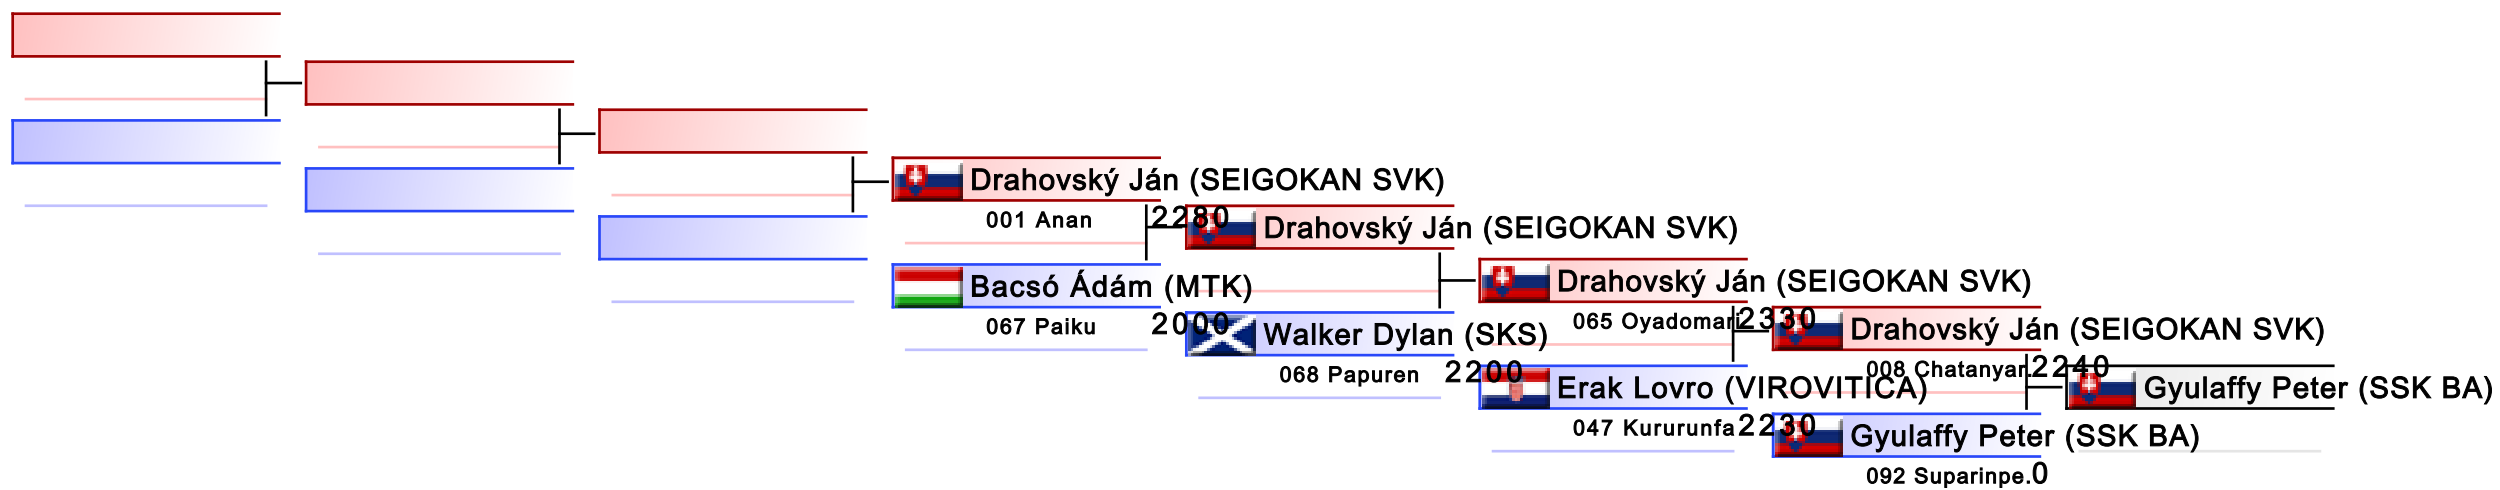 Drahovský Ján (SEIGOKAN SVK)
001 Anan 2280
Bacsó Ádám (MTK)
067 Paiku 2000
Drahovský Ján (SEIGOKAN SVK)
Walker Dylan (SKS)
068 Papuren 2200
Drahovský Ján (SEIGOKAN SVK)
065 Oyadomari 2330
Erak Lovro (VIROVITICA)
047 Kururunfa 2230
Drahovský Ján (SEIGOKAN SVK)
008 Chatanyar. 2240
Gyulaffy Peter (SSK BA)
092 Suparinpe. 0
Gyulaffy Peter (SSK BA)